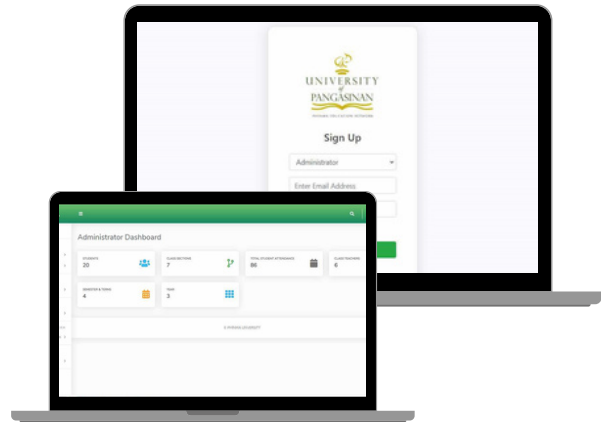 UNIVERSITY
of
PANGASINAN
Sign Up
Administrator
Enter Email Address
Administrator Dashboard
STUDENTS
20
CLASS SECTIONS
7
TOTAL STUDENT ATTENDANCE
86
CLASS TEACHERS
6
SEMESTER & TERMS
4
TERM
3